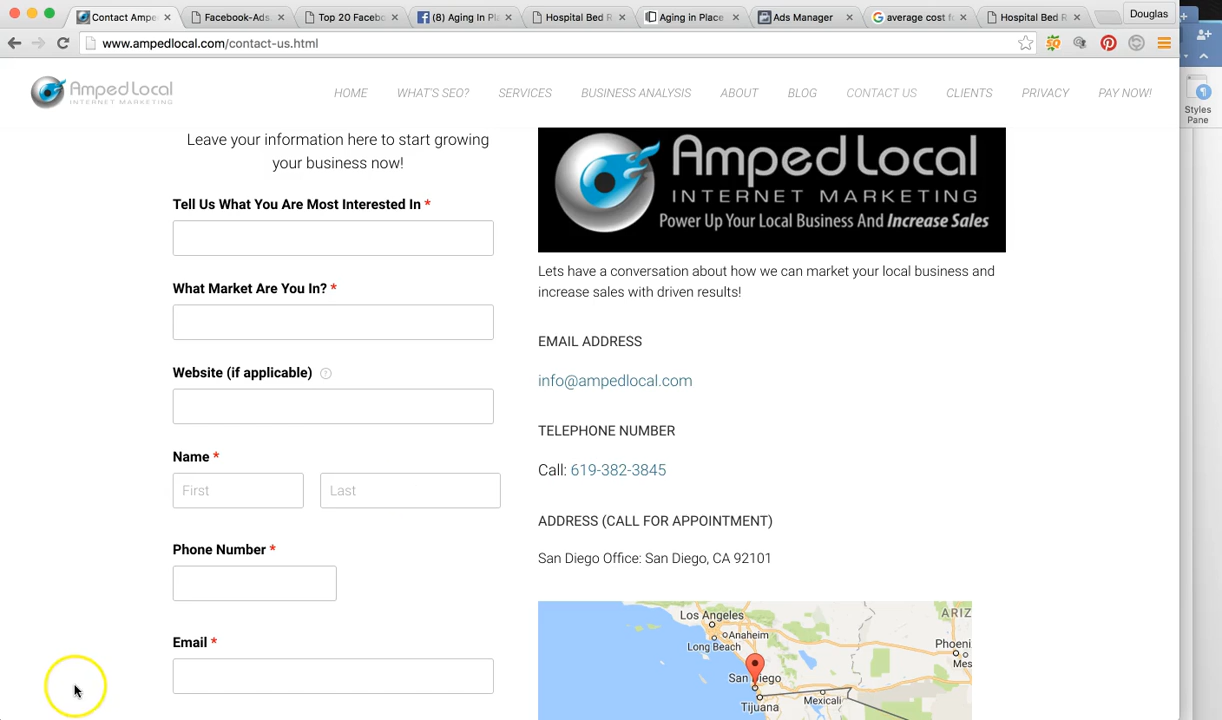 Contact Ampe
Facebook-Ads
Top 20 Facebo
(8) Aging In Pl
Hospital Bed R
Aging in Place
Ads Manager
average cost f
Hospital Bed R
Douglas
www.ampedlocal.com/contact-us.html
Styles
Pane
Amped Local
INTERNET MARKETING
HOME
WHAT'S SEO?
SERVICES
BUSINESS ANALYSIS
ABOUT
BLOG
CONTACT US
CLIENTS
PRIVACY
PAY NOW!
Leave your information here to start growing
your business now!
Tell Us What You Are Most Interested In *
What Market Are You In? *
Website (if applicable) ?
Name *
First
Last
Phone Number *
Email *
Amped Local
INTERNET MARKETING
Power Up Your Local Business And Increase Sales
Lets have a conversation about how we can market your local business and
increase sales with driven results!
EMAIL ADDRESS
info@ampedlocal.com
TELEPHONE NUMBER
Call: 619-382-3845
ADDRESS (CALL FOR APPOINTMENT)
San Diego Office: San Diego, CA 92101
Los Angeles
Anaheim
Long Beach
San Diego
Tijuana
Mexicali
ARIZ
Phoeni
Mes